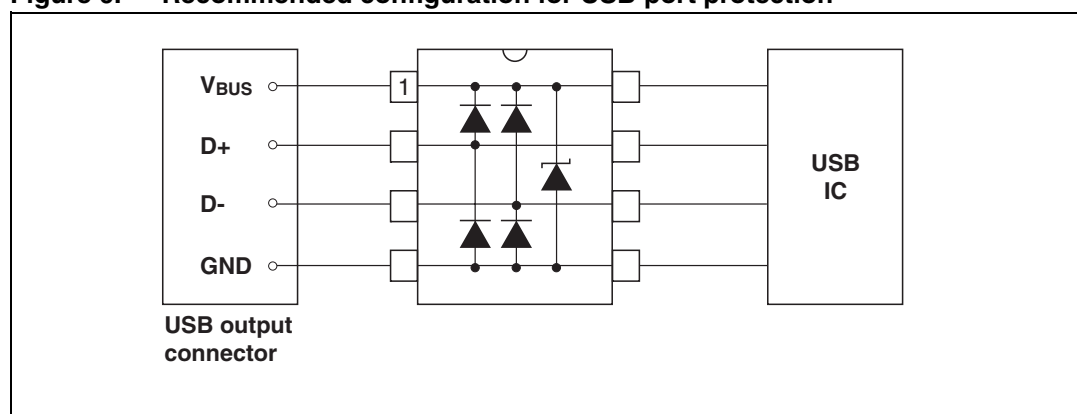 VBUS
1
D+
D-
GND
USB
IC
USB output
connector